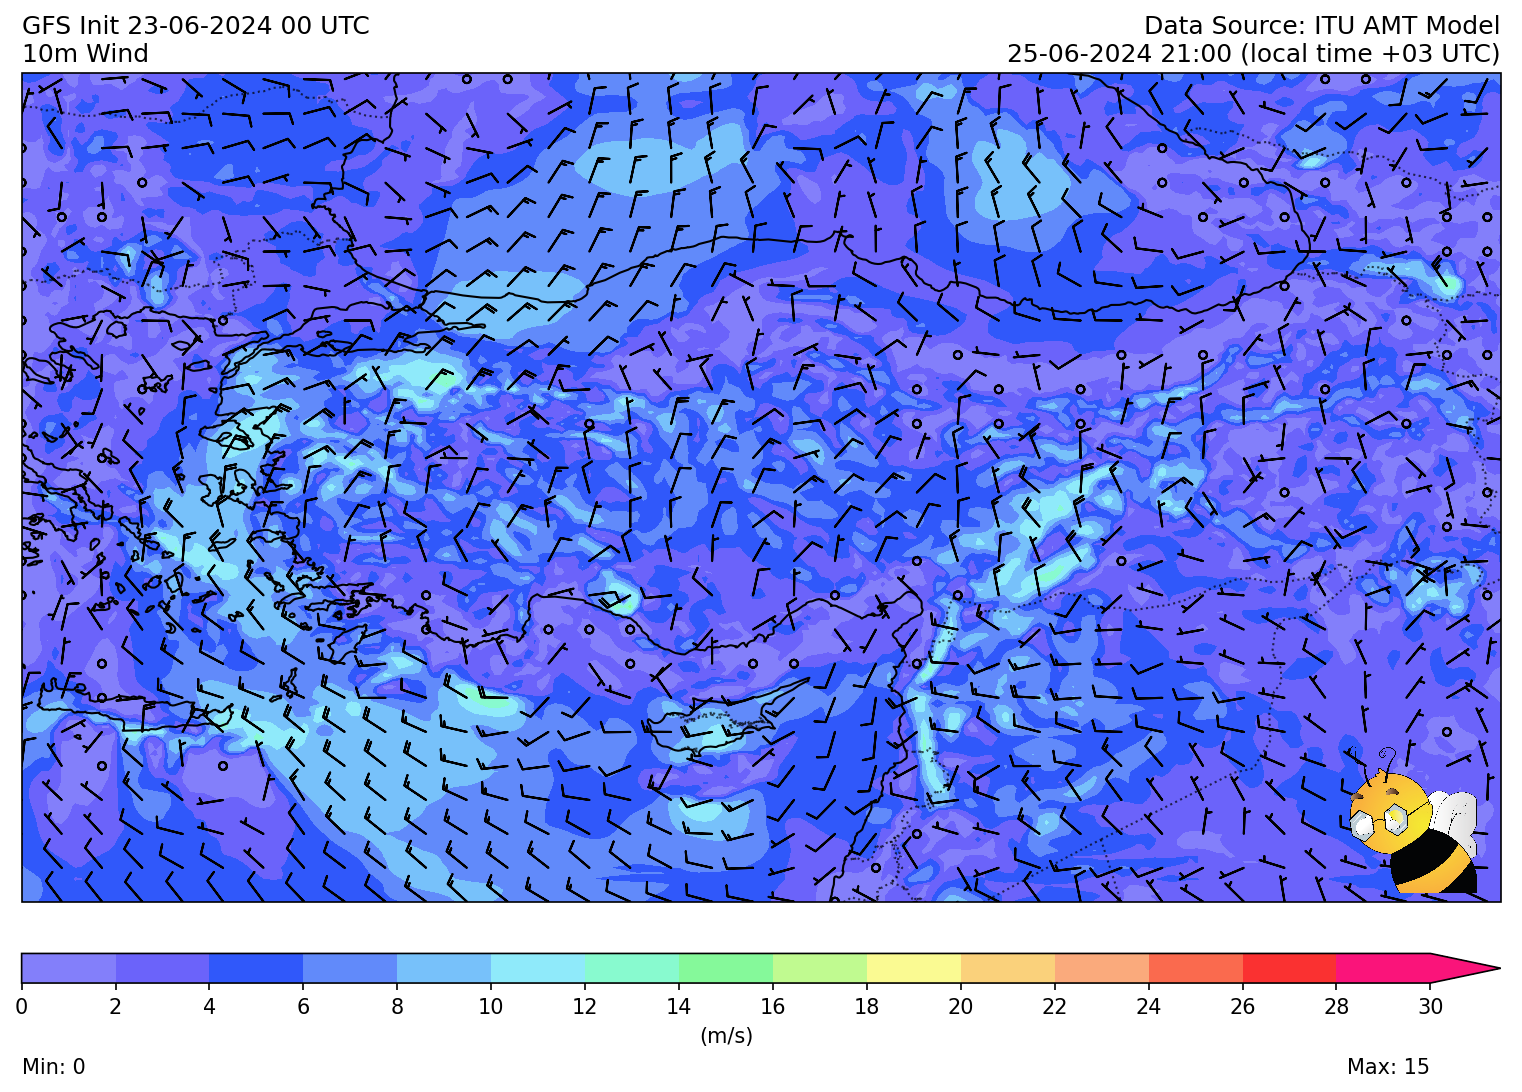 GFS Init 23-06-2024 00 UTC
Data Source: ITU AMT Model
10m Wind
25-06-2024 21:00 (local time +03 UTC)
0 2 4 6 8 10 12 14 16 18 20 22 24 26 28 30
(m/s)
Min: 0
Max: 15